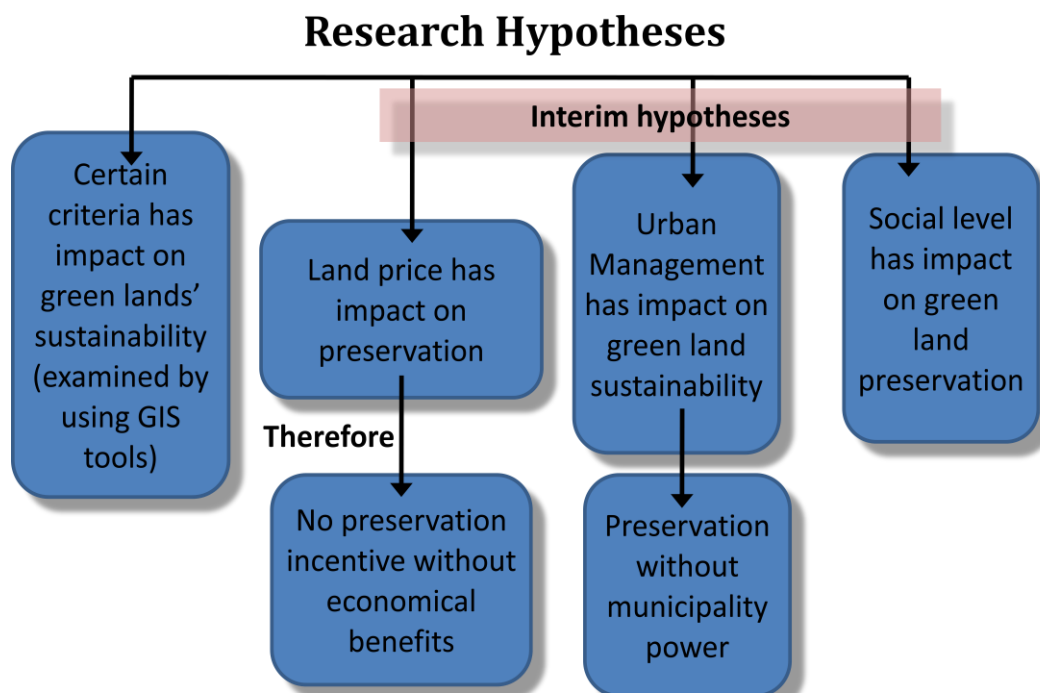 Research Hypotheses
Interim hypotheses
Certain
criteria has
impact on
green lands’
sustainability
(examined by
using GIS
tools)
Land price has
impact on
preservation
Urban
Management
has impact on
green land
sustainability
Social level
has impact
on green
land
preservation
Therefore
No preservation
incentive without
economical
benefits
Preservation
without
municipality
power